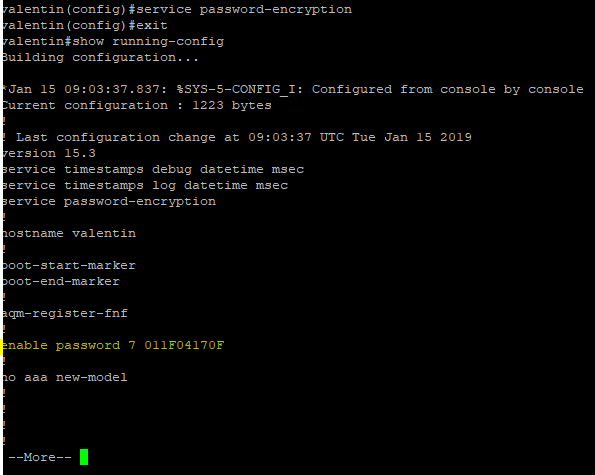 valentin(config)#service password-encryption
valentin(config)#exit
valentin#show running-config
Building configuration...
*Jan 15 09:03:37.837: %SYS-5-CONFIG_I: Configured from console by console
Current configuration : 1223 bytes
!
! Last configuration change at 09:03:37 UTC Tue Jan 15 2019
version 15.3
service timestamps debug datetime msec
service timestamps log datetime msec
service password-encryption
!
hostname valentin
!
boot-start-marker
boot-end-marker
!
aqm-register-fnf
!
enable password 7 011F04170F
!
no aaa new-model
!
!
!
!
--More--